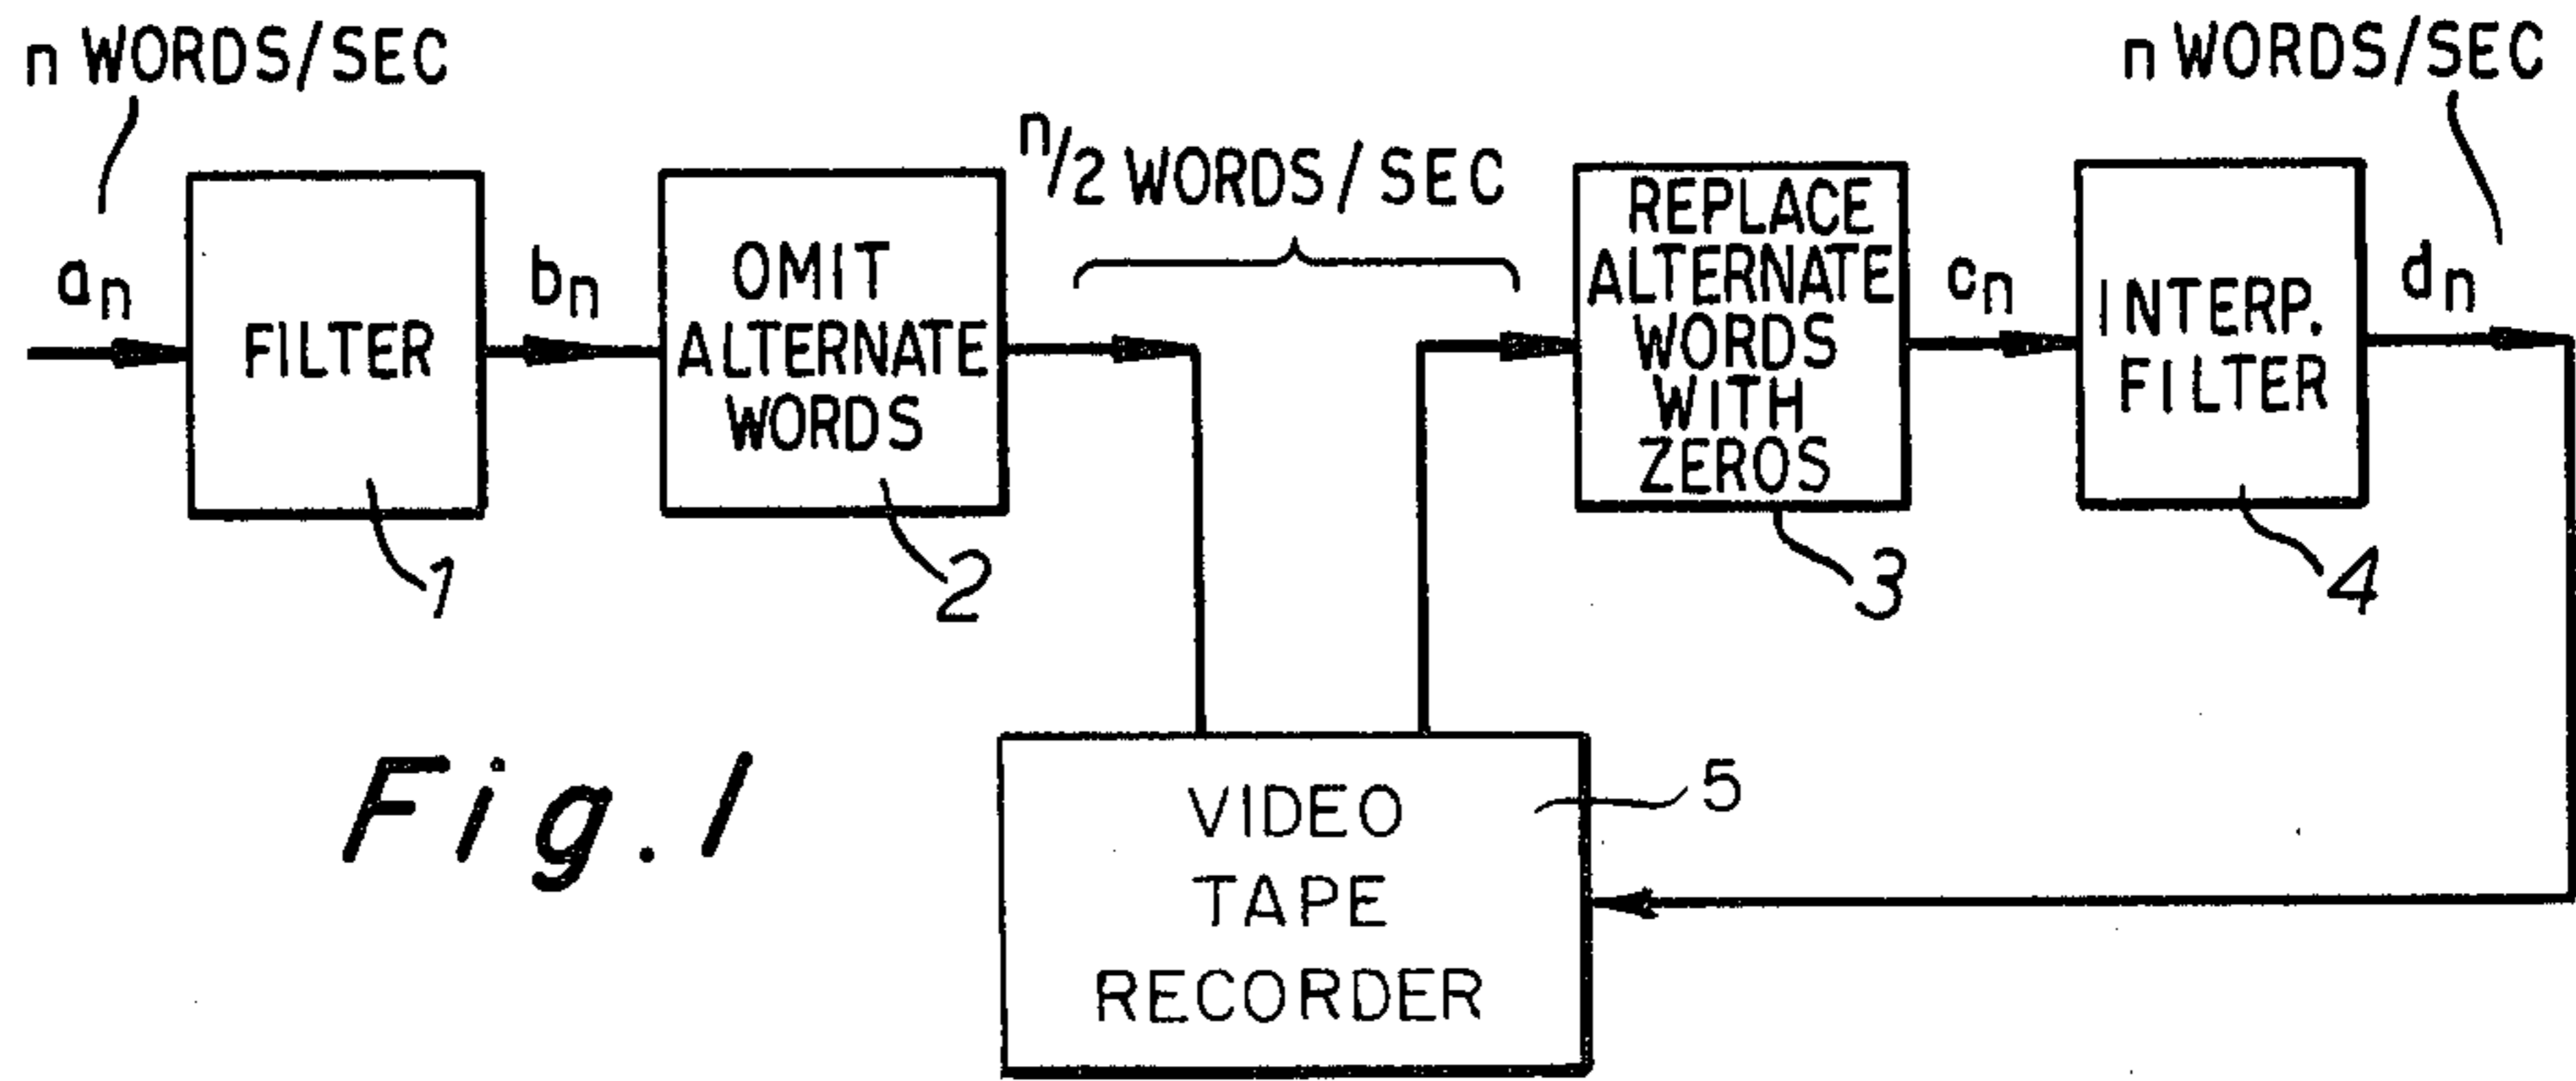 n WORDS/SEC
n WORDS/SEC
n/2 WORDS/SEC
an
FILTER
bn
OMIT
ALTERNATE
WORDS
REPLACE
ALTERNATE
WORDS
WITH
ZEROS
cn
INTERP.
FILTER
dn
1
2
3
4
Fig.1
VIDEO
TAPE
RECORDER
5